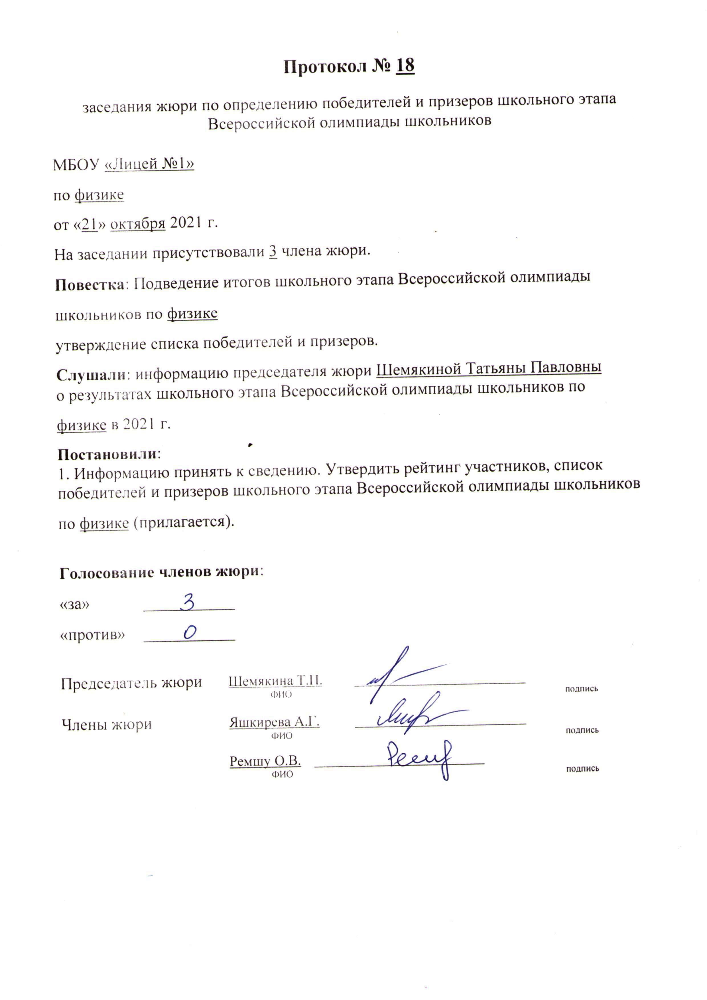 Протокол № 18
заседания жюри по определению победителей и призеров школьного этапа
Всероссийской олимпиады школьников
МБОУ «Лицей №1»
по физике
от «21» октября 2021 г.
На заседании присутствовали 3 члена жюри.
Повестка: Подведение итогов школьного этапа Всероссийской олимпиады
школьников по физике
утверждение списка победителей и призеров.
Слушали: информацию председателя жюри Шемякиной Татьяны Павловны
о результатах школьного этапа Всероссийской олимпиады школьников по
физике в 2021 г.
Постановили:
1. Информацию принять к сведению. Утвердить рейтинг участников, список
победителей и призеров школьного этапа Всероссийской олимпиады школьников
по физике (прилагается).
Голосование членов жюри:
«за» 3
«против» 0
Председатель жюри Шемякина Т.П.
ФИО подпись
Члены жюри Яшкирева А.Г.
ФИО подпись
Ремшу О.В.
ФИО подпись